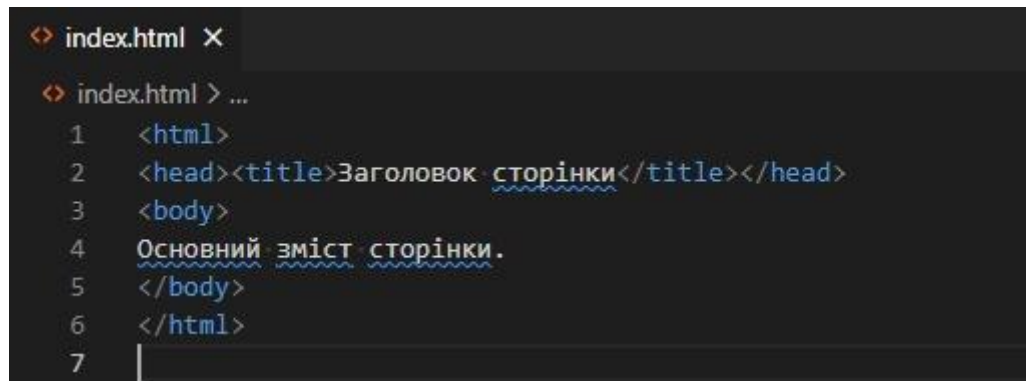 <> index.html ×
<> index.html > ...
1 <html>
2 <head><title>Заголовок сторінки</title></head>
3 <body>
4 Основний зміст сторінки.
5 </body>
6 </html>
7